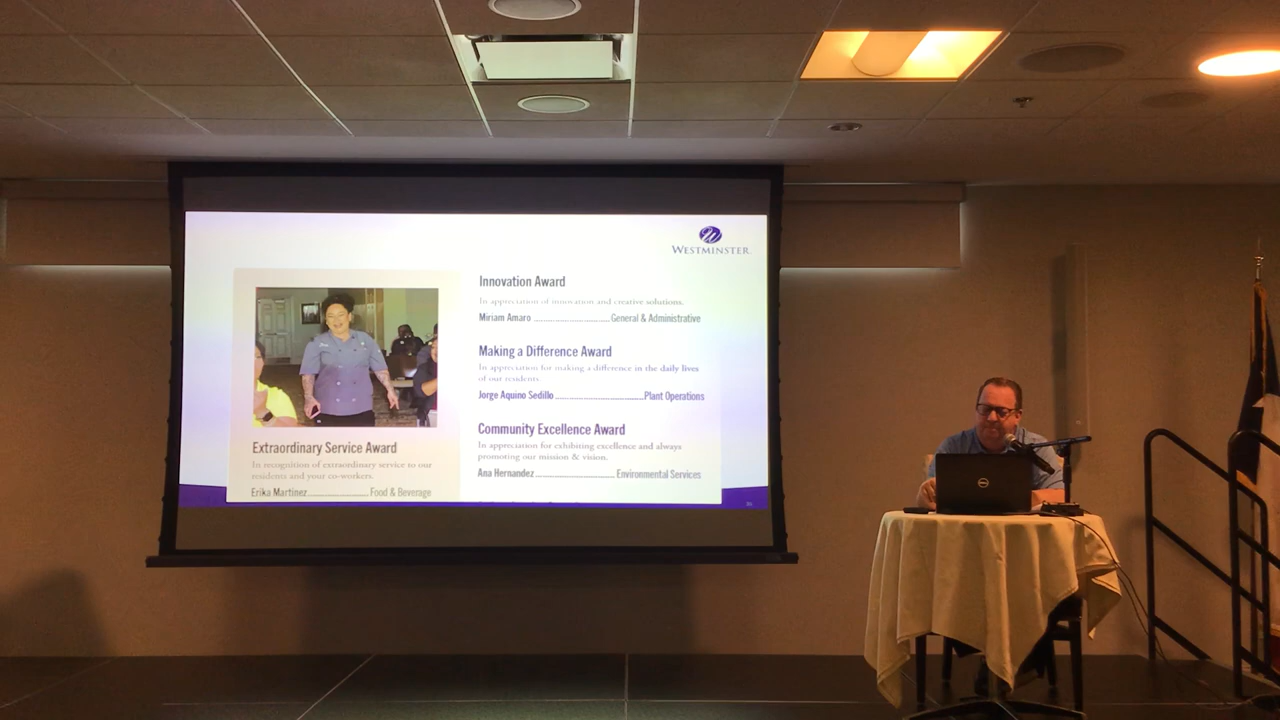 WESTMINSTER
Innovation Award
In appreciation of innovation and creative solutions.
Miriam Amaro ........................ General & Administrative
Making a Difference Award
In appreciation for making a difference in the daily lives
of our residents.
Jorge Aquino Sedillo ........................ Plant Operations
Community Excellence Award
In appreciation for exhibiting excellence and always
promoting our mission & vision.
Ana Hernandez ........................ Environmental Services
Extraordinary Service Award
In recognition of extraordinary service to our
residents and your co-workers.
Erika Martinez ................ Food & Beverage
DELL